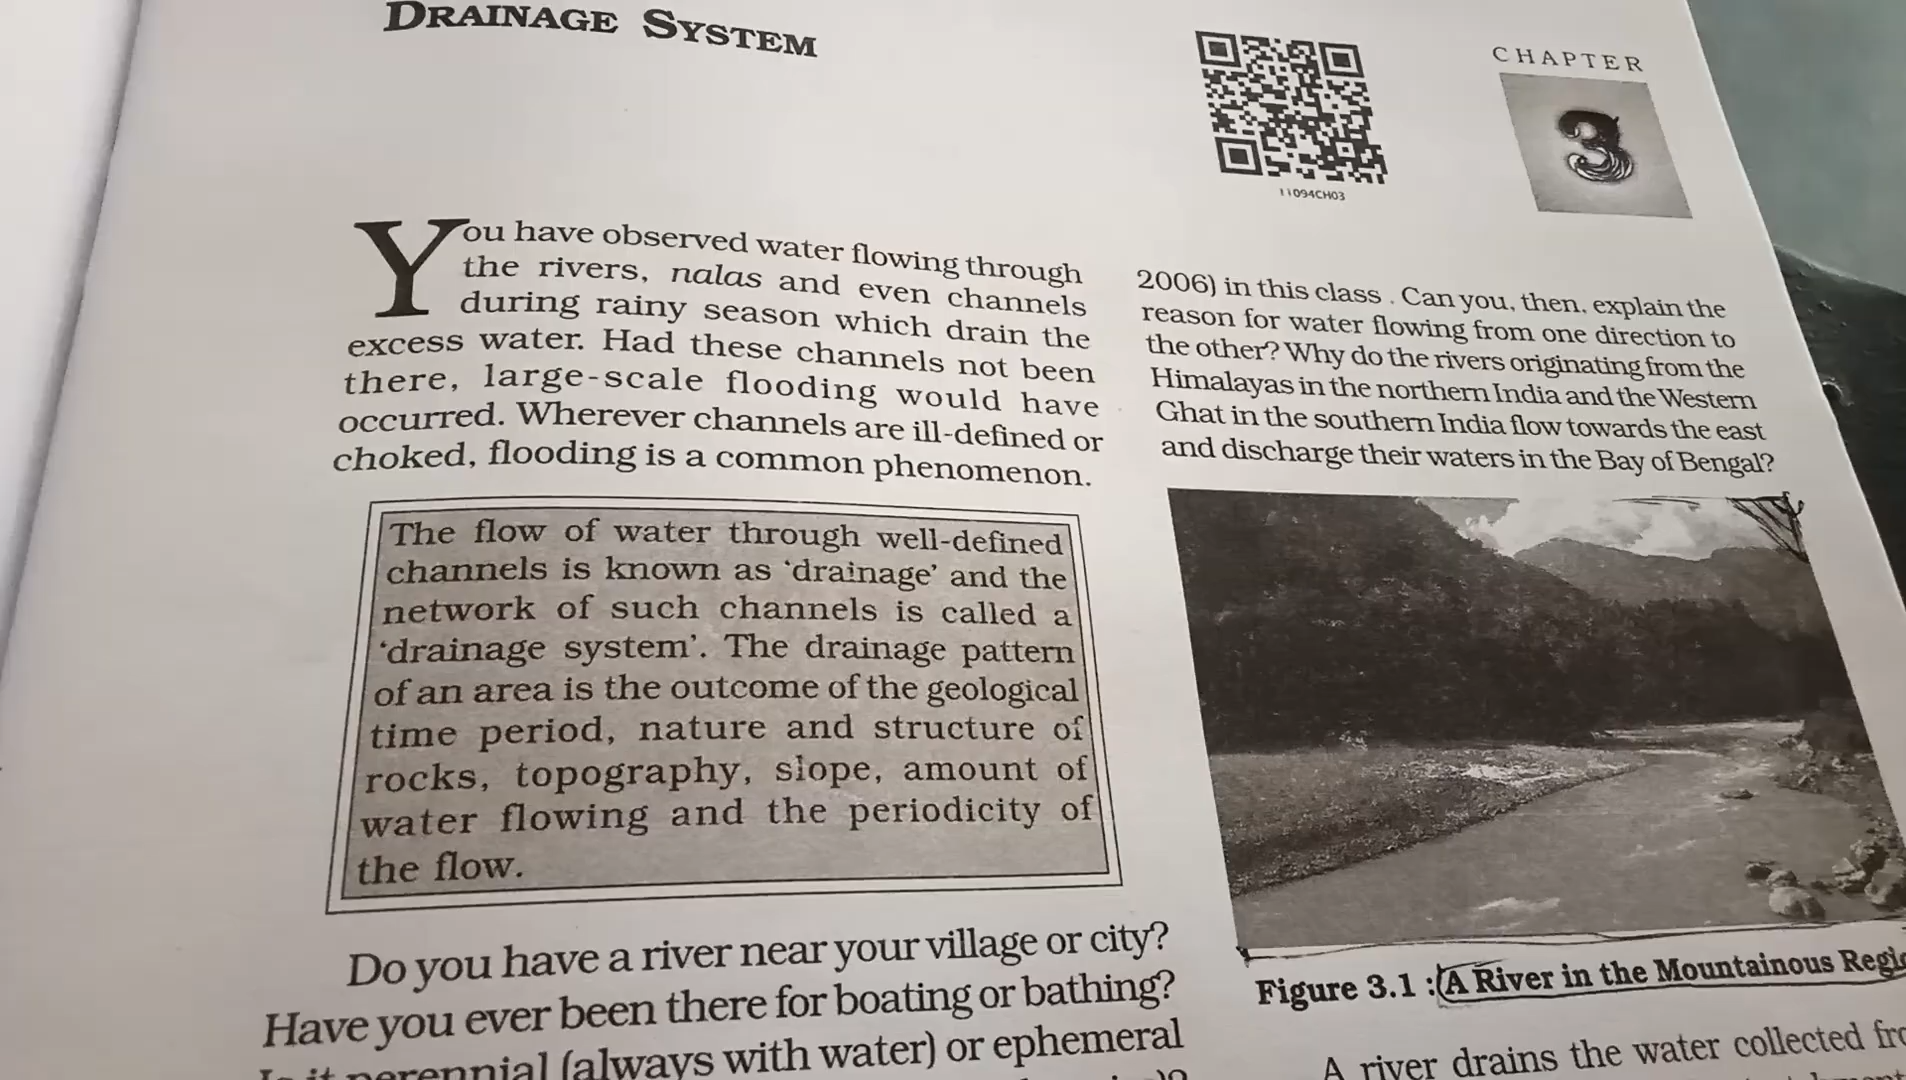 DRAINAGE SYSTEM
CHAPTER
3
11094CH03
You have observed water flowing through
the rivers, nalas and even channels
during rainy season which drain the
excess water. Had these channels not been
there, large-scale flooding would have
occurred. Wherever channels are ill-defined or
choked, flooding is a common phenomenon.
The flow of water through well-defined
channels is known as ‘drainage’ and the
network of such channels is called a
‘drainage system’. The drainage pattern
of an area is the outcome of the geological
time period, nature and structure of
rocks, topography, slope, amount of
water flowing and the periodicity of
the flow.
Do you have a river near your village or city?
Have you ever been there for boating or bathing?
Is it perennial (always with water) or ephemeral
2006) in this class . Can you, then, explain the
reason for water flowing from one direction to
the other? Why do the rivers originating from the
Himalayas in the northern India and the Western
Ghat in the southern India flow towards the east
and discharge their waters in the Bay of Bengal?
Figure 3.1 : A River in the Mountainous
A river drains the water collected